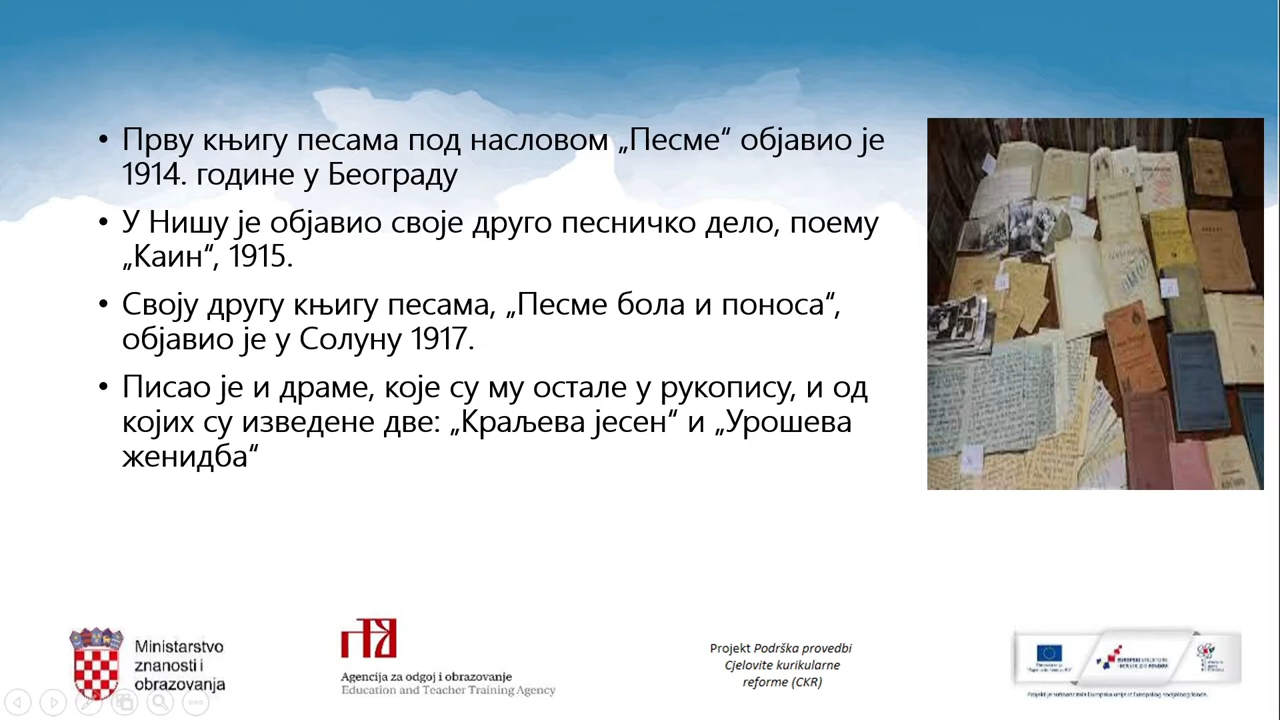 • Прву књигу песама под насловом „Песме“ објавио је
1914. године у Београду
• У Нишу је објавио своје друго песничко дело, поему
„Каин“, 1915.
• Своју другу књигу песама, „Песме бола и поноса“,
објавио је у Солуну 1917.
• Писао је и драме, које су му остале у рукопису, и од
којих су изведене две: „Краљева јесен“ и „Урошева
женидба“
Ministarstvo
znanosti i
obrazovanja
Agencija za odgoj i obrazovanje
Education and Teacher Training Agency
Projekt Podrška provedbi
Cjelovite kurikularne
reforme (CKR)